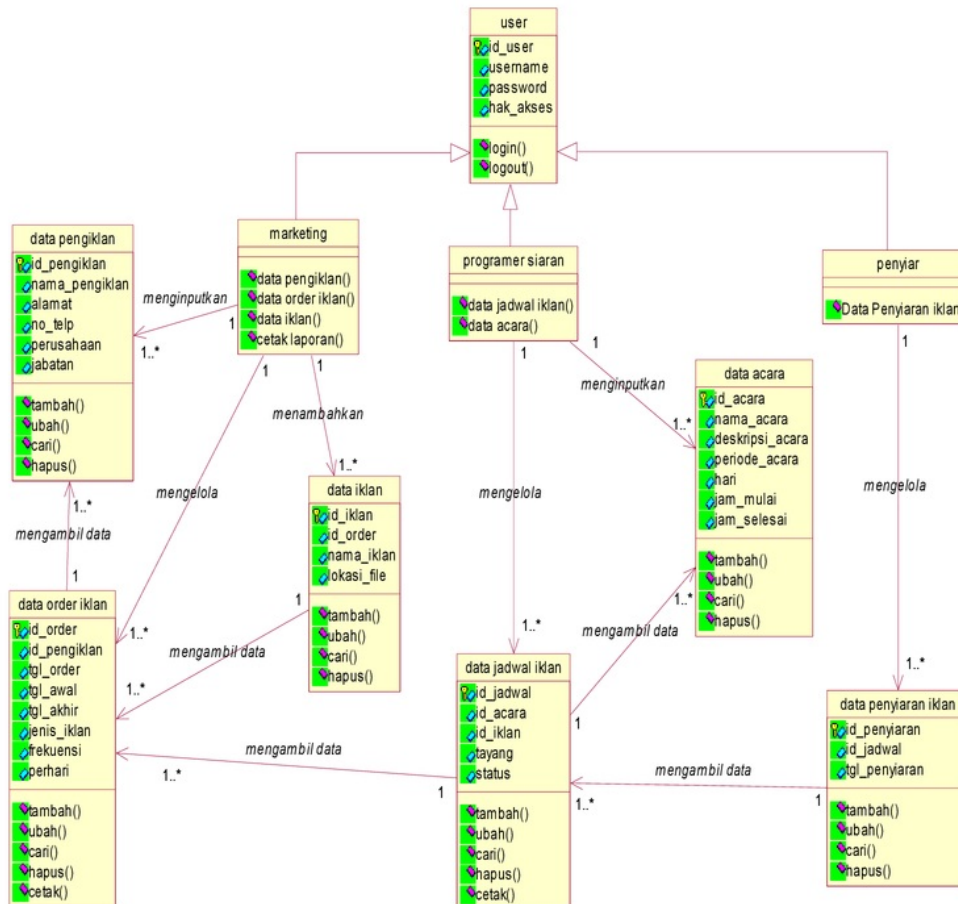 user
id_user
username
password
hak_akses
login()
logout()
data pengiklan
id_pengiklan
nama_pengiklan
alamat
no_telp
perusahaan
jabatan
tambah()
ubah()
cari()
hapus()
marketing
data pengiklan()
data order iklan()
data iklan()
cetak laporan()
programer siaran
data jadwal iklan()
data acara()
penyiar
Data Penyiaran iklan
menginputkan
1
1..*
1
1
menambahkan
1..*
mengelola
1..*
1
1
menginputkan
1..*
mengelola
1..*
1
mengelola
1..*
data acara
id_acara
nama_acara
deskripsi_acara
periode_acara
hari
jam_mulai
jam_selesai
tambah()
ubah()
cari()
hapus()
data iklan
id_iklan
id_order
nama_iklan
lokasi_file
tambah()
ubah()
cari()
hapus()
1..*
mengambil data
1
1
mengambil data
1..*
1..*
mengambil data
1
data order iklan
id_order
id_pengiklan
tgl_order
tgl_awal
tgl_akhir
jenis_iklan
frekuensi
perhari
tambah()
ubah()
cari()
hapus()
cetak()
mengambil data
1..*
1
data jadwal iklan
id_jadwal
id_acara
id_iklan
tayang
status
tambah()
ubah()
cari()
hapus()
cetak()
mengambil data
1..*
1
data penyiaran iklan
id_penyiaran
id_jadwal
tgl_penyiaran
tambah()
ubah()
cari()
hapus()